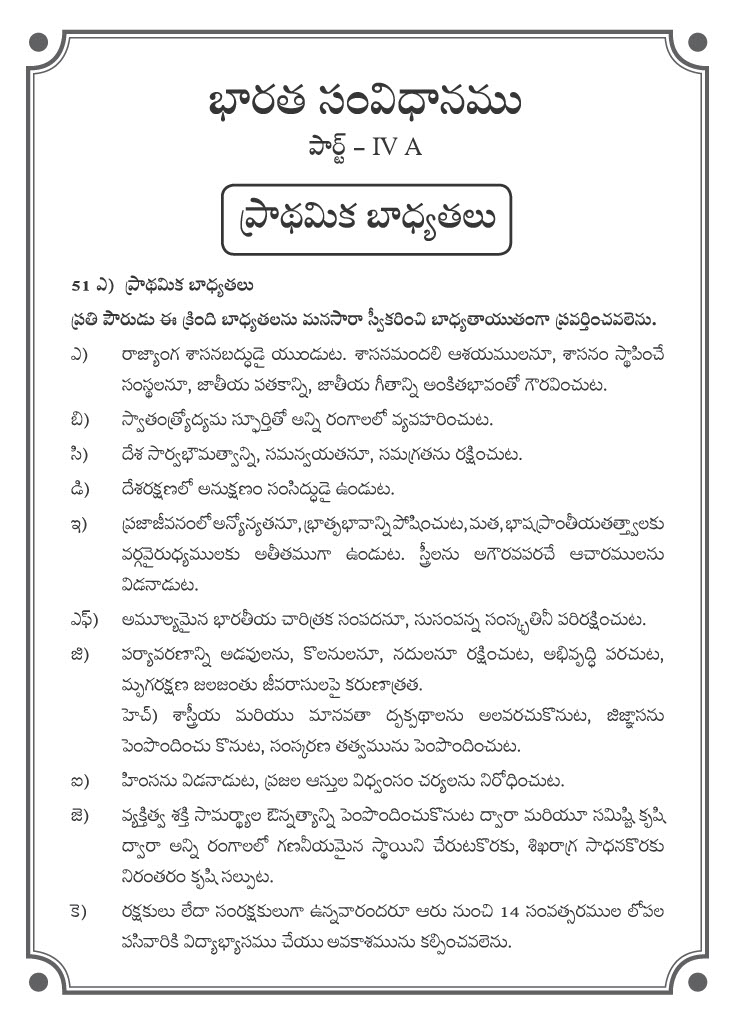 భారత సంవిధానము
పార్ట్ – IV A
ప్రాథమిక బాధ్యతలు
51 ఎ) ప్రాథమిక బాధ్యతలు
ప్రతి పౌరుడు ఈ క్రింది బాధ్యతలను మనసారా స్వీకరించి బాధ్యతాయుతంగా ప్రవర్తించవలెను.
ఎ) రాజ్యాంగ శాసనబద్ధుడై యుండుట. శాసనమందలి ఆశయములనూ, శాసనం స్థాపించే
సంస్థలనూ, జాతీయ పతకాన్ని, జాతీయ గీతాన్ని అంకితభావంతో గౌరవించుట.
బి) స్వాతంత్ర్యోద్యమ స్ఫూర్తితో అన్ని రంగాలలో వ్యవహరించుట.
సి) దేశ సార్వభౌమత్వాన్ని, సమన్వయతనూ, సమగ్రతను రక్షించుట.
డి) దేశరక్షణలో అనుక్షణం సంసిద్ధుడై ఉండుట.
ఇ) ప్రజాజీవనంలో అన్యోన్యతనూ, భ్రాతృభావాన్ని పోషించుట, మత, భాష ప్రాంతీయతత్త్వాలకు
వర్గవైరుధ్యములకు అతీతముగా ఉండుట. స్త్రీలను అగౌరవపరచే ఆచారములను
విడనాడుట.
ఎఫ్) అమూల్యమైన భారతీయ చారిత్రక సంపదనూ, సుసంపన్న సంస్కృతినీ పరిరక్షించుట.
జి) పర్యావరణాన్ని అడవులను, కొలనులనూ, నదులనూ రక్షించుట, అభివృద్ధి పరచుట,
మృగరక్షణ జలజంతు జీవరాసులపై కరుణార్ద్రత.
హెచ్) శాస్త్రీయ మరియు మానవతా దృక్పథాలను అలవరచుకొనుట, జిజ్ఞాసను
పెంపొందించు కొనుట, సంస్కరణ తత్వమును పెంపొందించుట.
ఐ) హింసను విడనాడుట, ప్రజల ఆస్తుల విధ్వంసం చర్యలను నిరోధించుట.
జె) వ్యక్తిత్వ శక్తి సామర్థ్యాల ఔన్నత్యాన్ని పెంపొందించుకొనుట ద్వారా మరియూ సమిష్టి కృషి
ద్వారా అన్ని రంగాలలో గణనీయమైన స్థాయిని చేరుటకొరకు, శిఖరాగ్ర సాధనకొరకు
నిరంతరం కృషి సల్పుట.
కె) రక్షకులు లేదా సంరక్షకులుగా ఉన్నవారందరూ ఆరు నుంచి 14 సంవత్సరముల లోపల
పసివారికి విద్యాభ్యాసము చేయు అవకాశమును కల్పించవలెను.